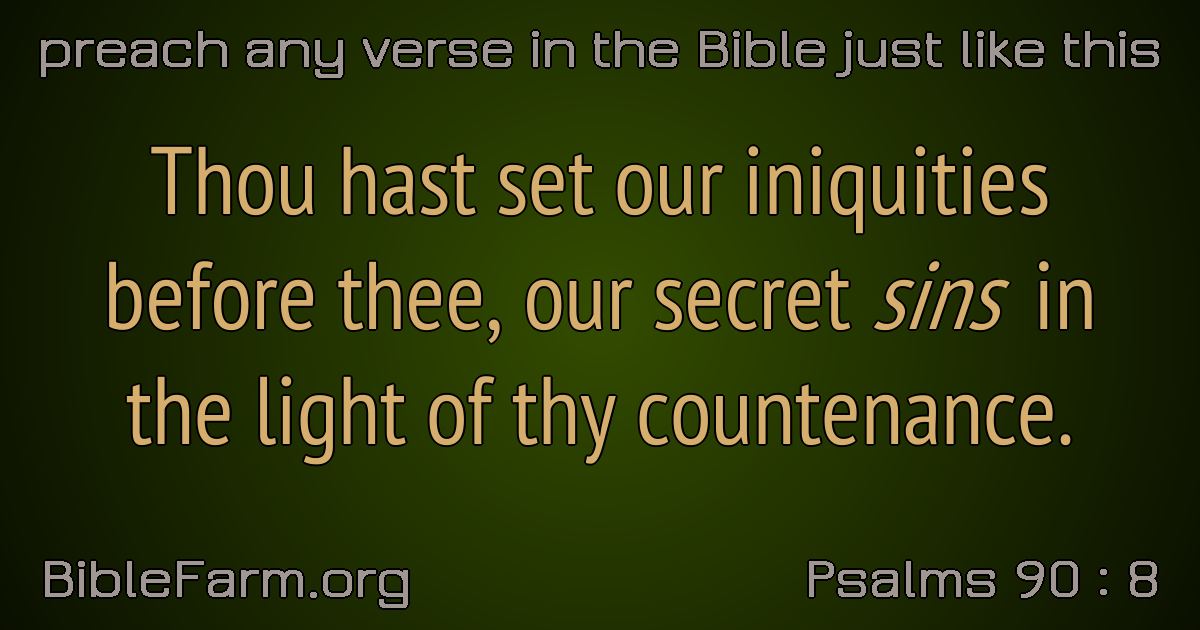 preach any verse in the Bible just like this
Thou hast set our iniquities
before thee, our secret sins in
the light of thy countenance.
BibleFarm.org
Psalms 90 : 8